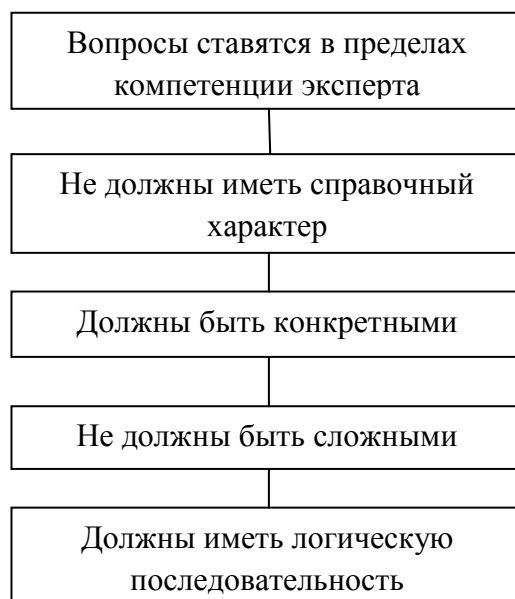 Вопросы ставятся в пределах
компетенции эксперта
Не должны иметь справочный
характер
Должны быть конкретными
Не должны быть сложными
Должны иметь логическую
последовательность